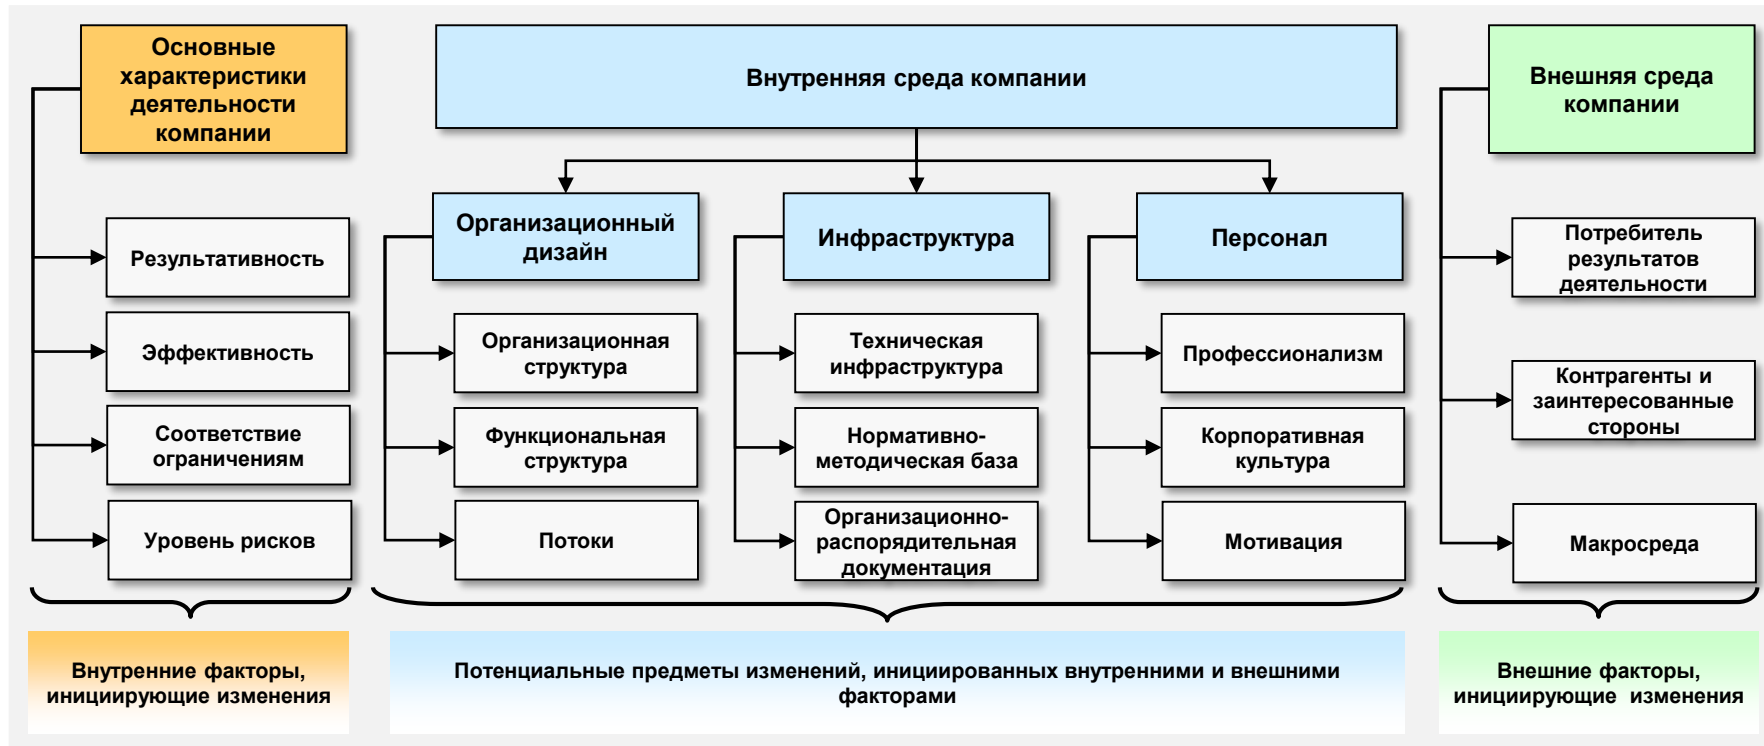 Основные
характеристики
деятельности
компании
Внутренняя среда компании
Внешняя среда
компании
Организационный
дизайн
Инфраструктура
Персонал
Результативность
Эффективность
Соответствие
ограничениям
Уровень рисков
Организационная
структура
Функциональная
структура
Потоки
Техническая
инфраструктура
Нормативно-
методическая база
Организационно-
распорядительная
документация
Профессионализм
Корпоративная
культура
Мотивация
Потребитель
результатов
деятельности
Контрагенты и
заинтересованные
стороны
Макросреда
Внутренние факторы,
инициирующие изменения
Потенциальные предметы изменений, инициированных внутренними и внешними
факторами
Внешние факторы,
инициирующие изменения